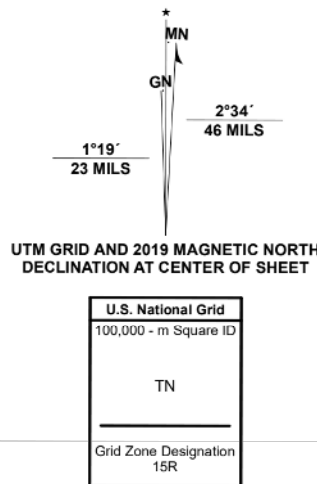 ★
MN
GN
2°34´
46 MILS
1°19´
23 MILS
UTM GRID AND 2019 MAGNETIC NORTH
DECLINATION AT CENTER OF SHEET
U.S. National Grid
100,000 - m Square ID
TN
Grid Zone Designation
15R